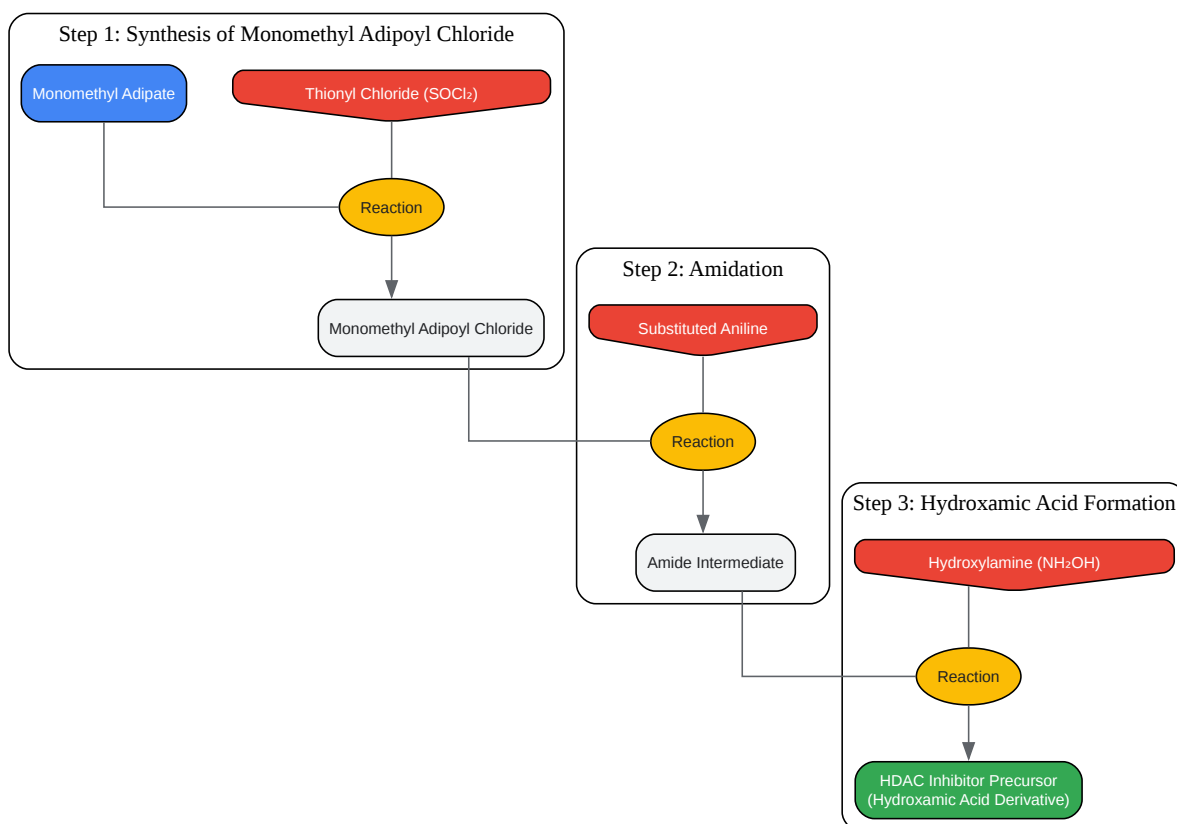 Step 1: Synthesis of Monomethyl Adipoyl Chloride
Monomethyl Adipate
Thionyl Chloride (SOCl₂)
Reaction
Monomethyl Adipoyl Chloride
Step 2: Amidation
Substituted Aniline
Reaction
Amide Intermediate
Step 3: Hydroxamic Acid Formation
Hydroxylamine (NH₂OH)
Reaction
HDAC Inhibitor Precursor
(Hydroxamic Acid Derivative)